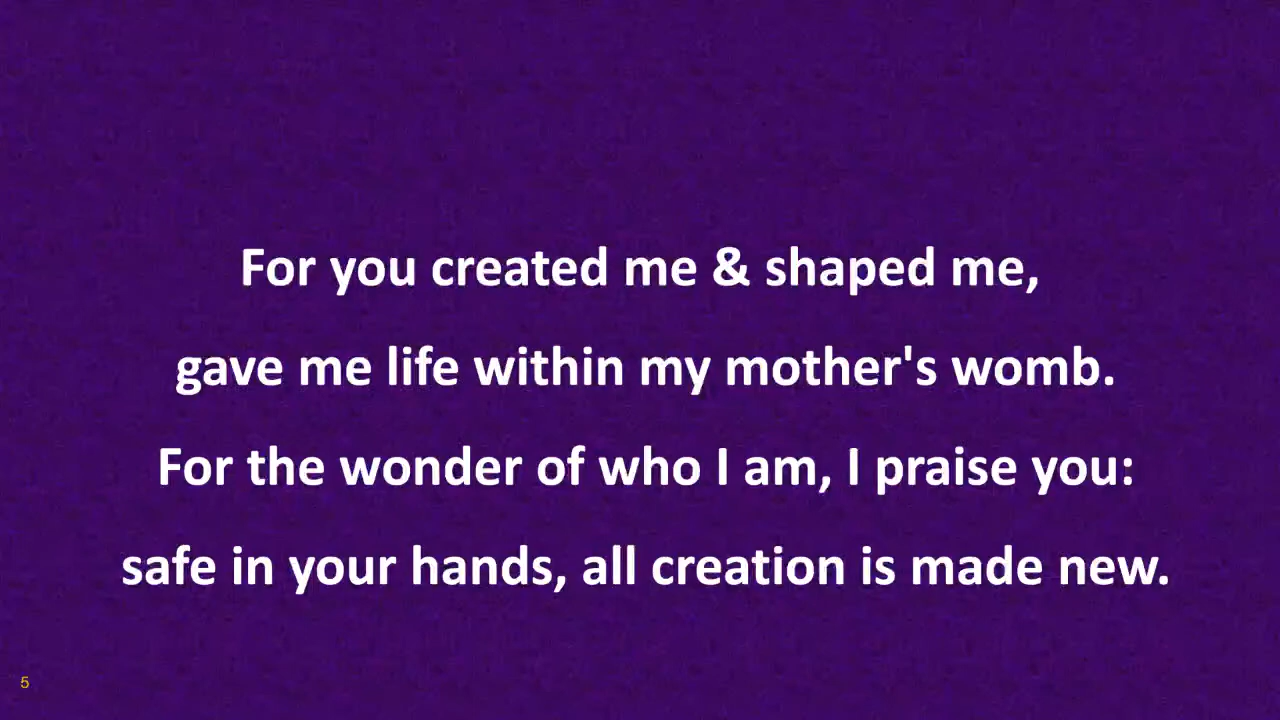 For you created me & shaped me,
gave me life within my mother's womb.
For the wonder of who I am, I praise you:
safe in your hands, all creation is made new.
5